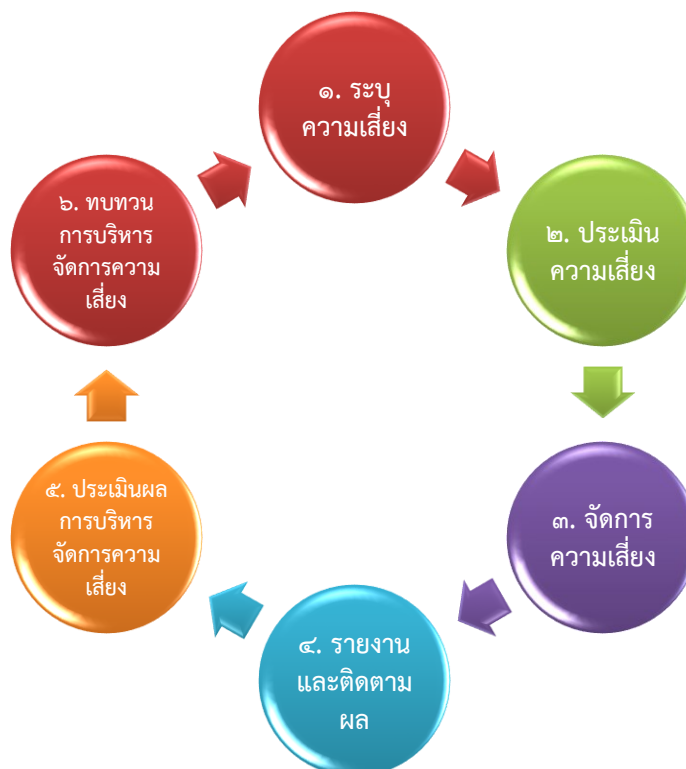 ๑. ระบุ
ความเสี่ยง
๒. ประเมิน
ความเสี่ยง
๓. จัดการ
ความเสี่ยง
๔. รายงาน
และติดตาม
ผล
๕. ประเมินผล
การบริหาร
จัดการความ
เสี่ยง
๖. ทบทวน
การบริหาร
จัดการความ
เสี่ยง